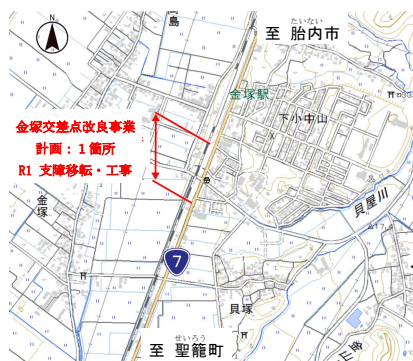 たいない
至 胎内市
島
金塚駅
下小中山
金塚交差点改良事業
計画：1箇所
R1 支障移転・工事
金塚
貝屋川
7
貝塚
せいろう
至 聖籠町